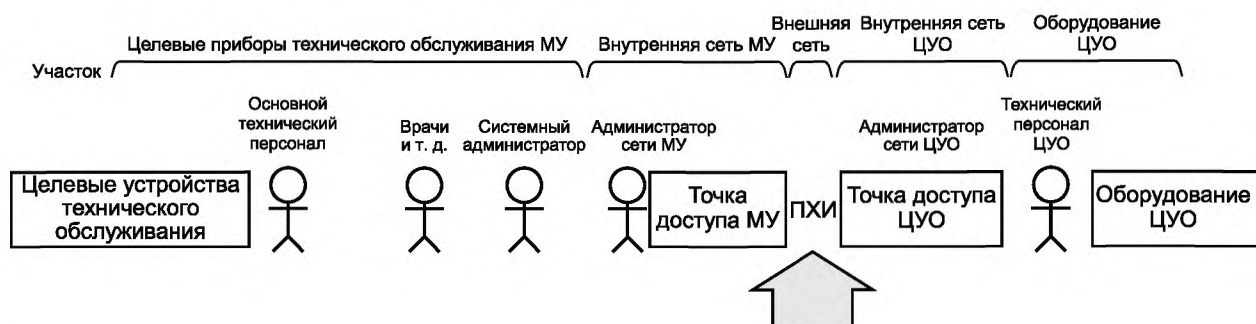 Участок
Целевые приборы технического обслуживания МУ
Внутренняя сеть МУ
Внешняя
сеть
Внутренняя сеть
ЦУО
Оборудование
ЦУО
Основной
технический
персонал
Врачи
и т. д.
Системный
администратор
Администратор
сети МУ
Администратор
сети ЦУО
Технический
персонал
ЦУО
Целевые устройства
технического
обслуживания
Точка
доступа МУ
ПХИ
Точка доступа
ЦУО
Оборудование
ЦУО